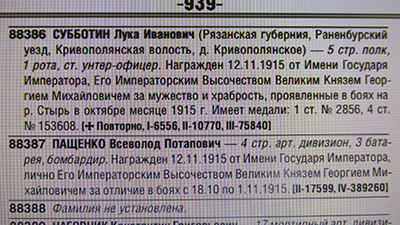 -939-
88386 СУББОТИН Лука Иванович (Рязанская губерния, Раненбургский
уезд, Кривополянская волость, д. Кривополянское) — 5 стр. полк,
1 рота, ст. унтер-офицер. Награжден 12.11.1915 от Имени Государя
Императора, Его Императорским Высочеством Великим Князем Георгием
Михайловичем за мужество и храбрость, проявленные в боях на
р. Стырь в октябре месяце 1915 г. Имеет медали: 1 ст. № 2856, 4 ст.
№ 153608. [✚ Повторно, I-6556, II-10770, III-75840]
88387 ПАЩЕНКО Всеволод Потапович — 4 стр. арт. дивизион, 3 батарея,
бомбардир. Награжден 12.11.1915 от Имени Государя Императора,
лично Его Императорским Высочеством Великим Князем Георгием
Михайловичем за отличие в боях с 18.10 по 1.11.1915. [II-17599, IV-389260]
88388 Фамилия не установлена.